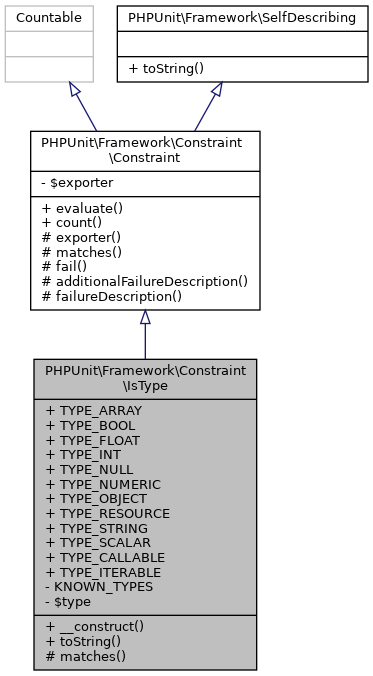 Countable
PHPUnit\Framework\SelfDescribing
+ toString()
PHPUnit\Framework\Constraint
\Constraint
- $exporter
+ evaluate()
+ count()
# exporter()
# matches()
# fail()
# additionalFailureDescription()
# failureDescription()
PHPUnit\Framework\Constraint
\IsType
+ TYPE_ARRAY
+ TYPE_BOOL
+ TYPE_FLOAT
+ TYPE_INT
+ TYPE_NULL
+ TYPE_NUMERIC
+ TYPE_OBJECT
+ TYPE_RESOURCE
+ TYPE_STRING
+ TYPE_SCALAR
+ TYPE_CALLABLE
+ TYPE_ITERABLE
- KNOWN_TYPES
- $type
+ __construct()
+ toString()
# matches()